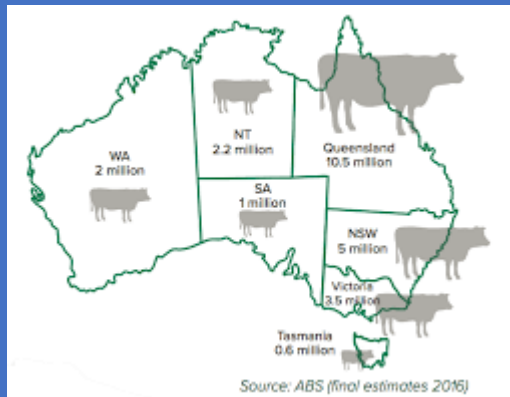 WA
2 million
NT
2.2 million
Queensland
10.5 million
SA
1 million
NSW
5 million
Victoria
3.5 million
Tasmania
0.6 million
Source: ABS (final estimates 2016)